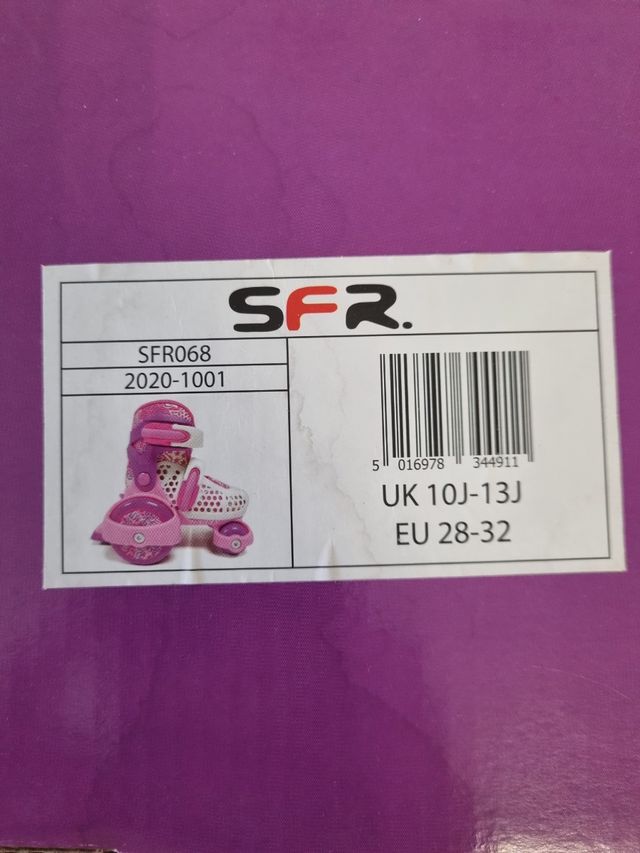 SFR.
SFR068
2020-1001
5 016978 344911
UK 10J-13J
EU 28-32